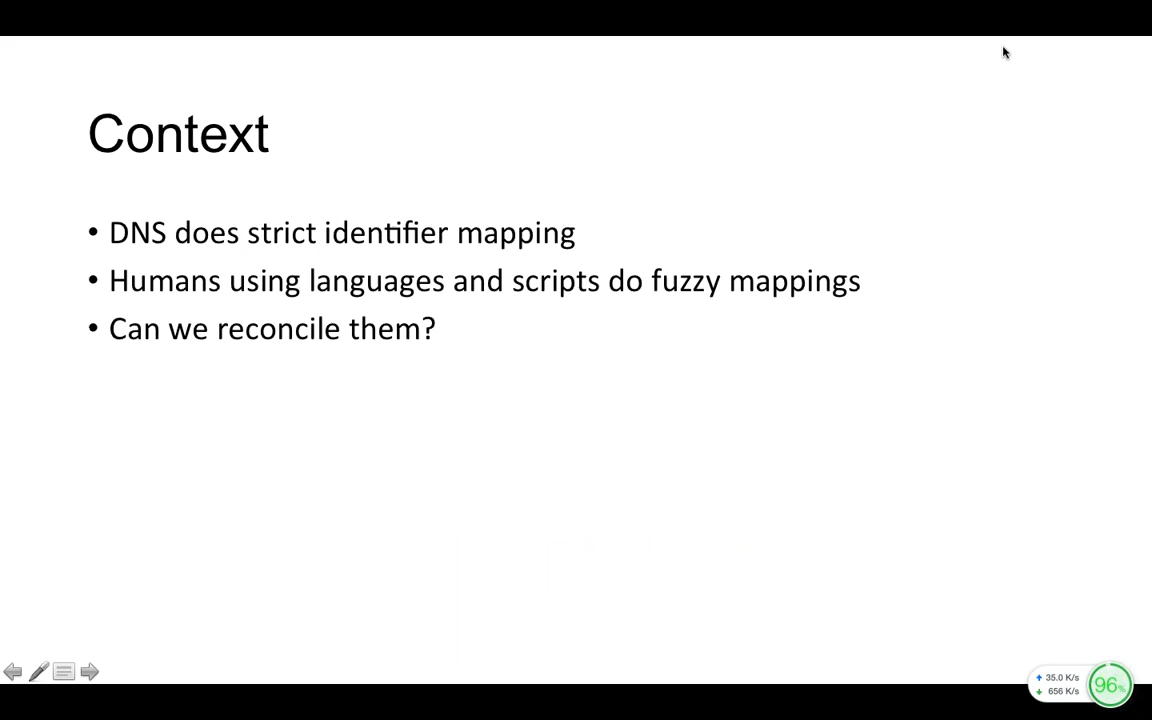 Context
• DNS does strict identifier mapping
• Humans using languages and scripts do fuzzy mappings
• Can we reconcile them?
35.0 K/s
656 K/s
96%